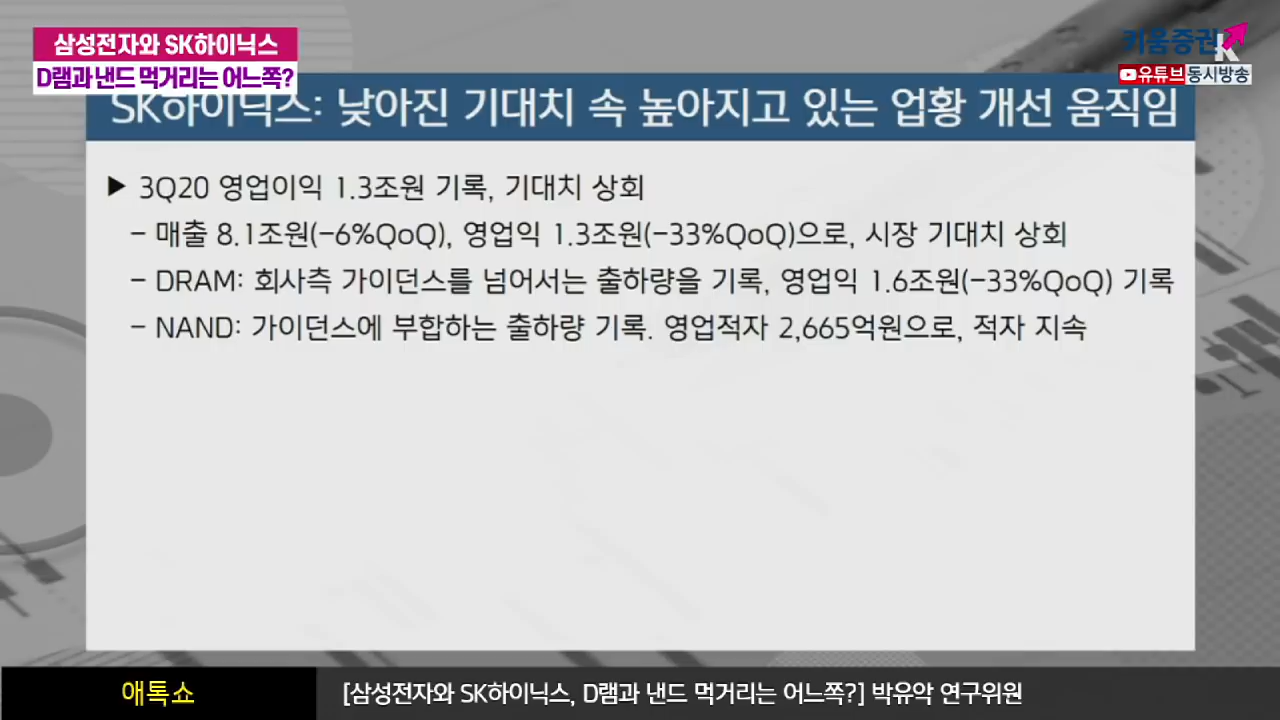 삼성전자와 SK하이닉스
D램과 낸드 먹거리는 어느쪽?
키움증권
유튜브 동시방송
SK하이닉스: 낮아진 기대치 속 높아지고 있는 업황 개선 움직임
▶ 3Q20 영업이익 1.3조원 기록, 기대치 상회
- 매출 8.1조원(-6%QoQ), 영업익 1.3조원(-33%QoQ)으로, 시장 기대치 상회
- DRAM: 회사측 가이던스를 넘어서는 출하량을 기록, 영업익 1.6조원(-33%QoQ) 기록
- NAND: 가이던스에 부합하는 출하량 기록. 영업적자 2,665억원으로, 적자 지속
애톡쇼
[삼성전자와 SK하이닉스, D램과 낸드 먹거리는 어느쪽?] 박유악 연구위원